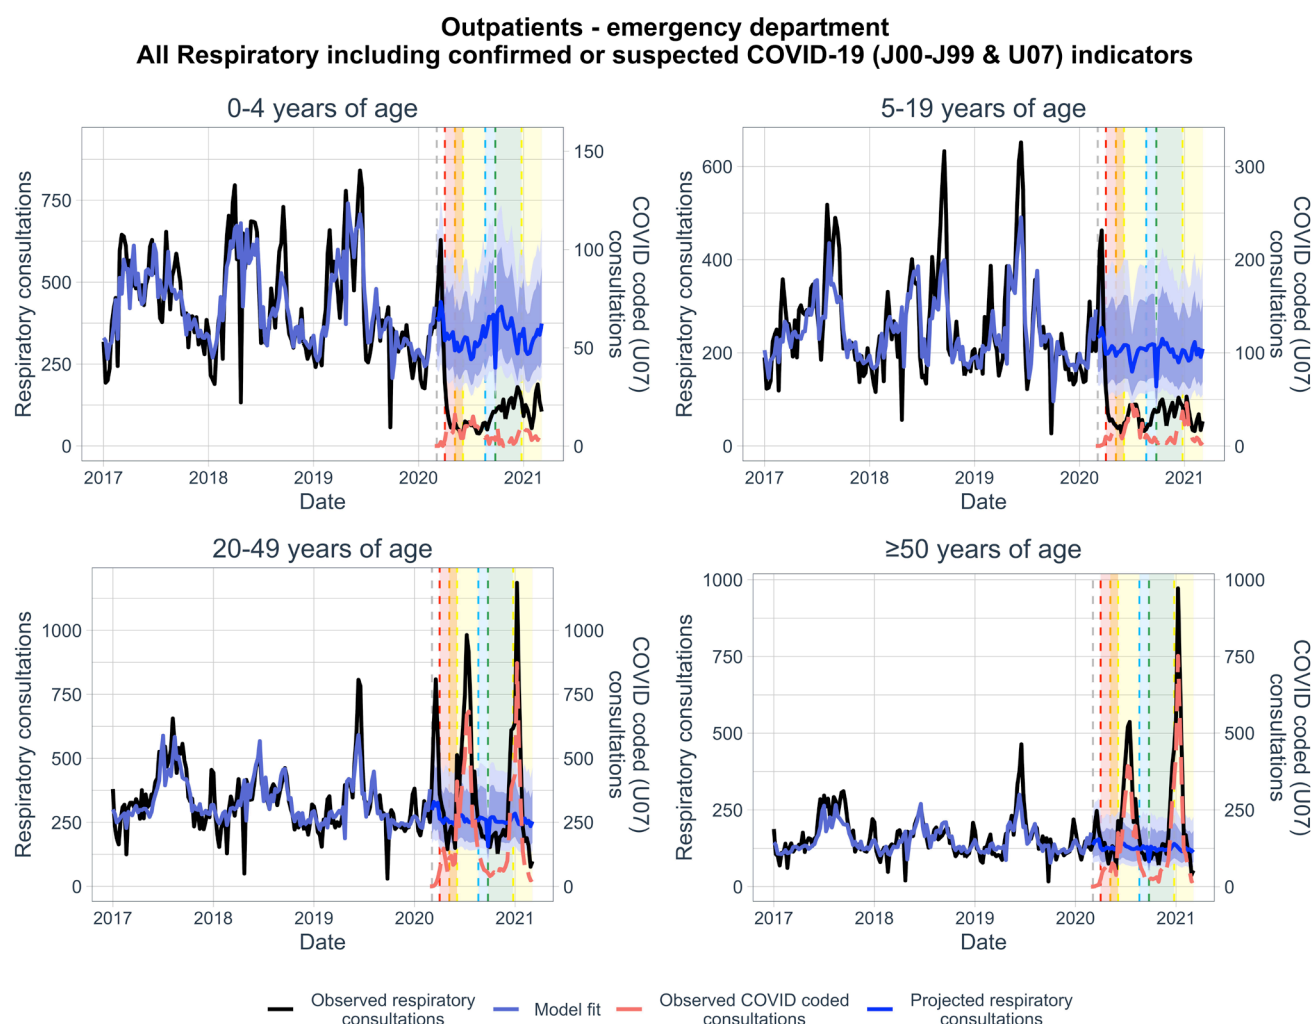 Outpatients - emergency department
All Respiratory including confirmed or suspected COVID-19 (J00-J99 & U07) indicators
0-4 years of age
Respiratory consultations
750
500
250
0
150
100
50
0
COVID coded (U07)
consultations
2017 2018 2019 2020 2021
Date
5-19 years of age
Respiratory consultations
600
400
200
0
300
200
100
0
COVID coded (U07)
consultations
2017 2018 2019 2020 2021
Date
20-49 years of age
Respiratory consultations
1000
750
500
250
0
1000
750
500
250
0
COVID coded (U07)
consultations
2017 2018 2019 2020 2021
Date
≥50 years of age
Respiratory consultations
1000
750
500
250
0
1000
750
500
250
0
COVID coded (U07)
consultations
2017 2018 2019 2020 2021
Date
Observed respiratory
consultations
Model fit
Observed COVID coded
consultations
Projected respiratory
consultations